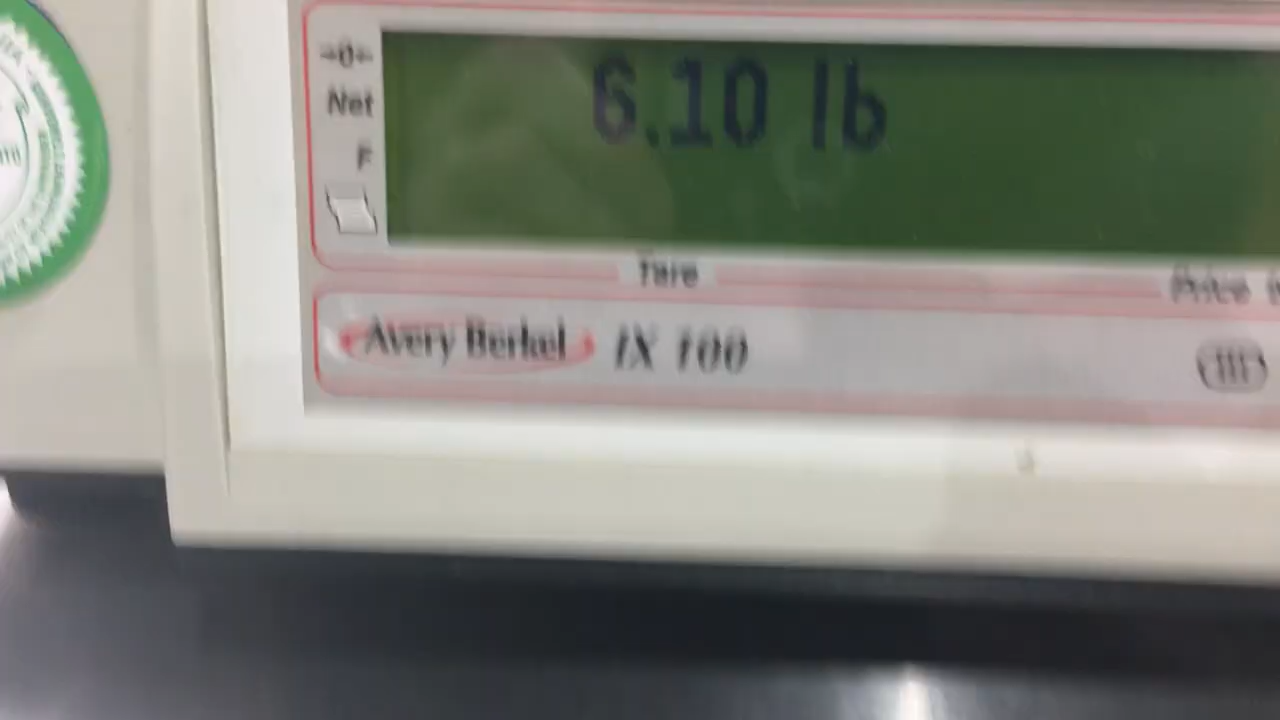 →0←
6.10 lb
Net
F
Tare
Price
Avery Berkel IX 100